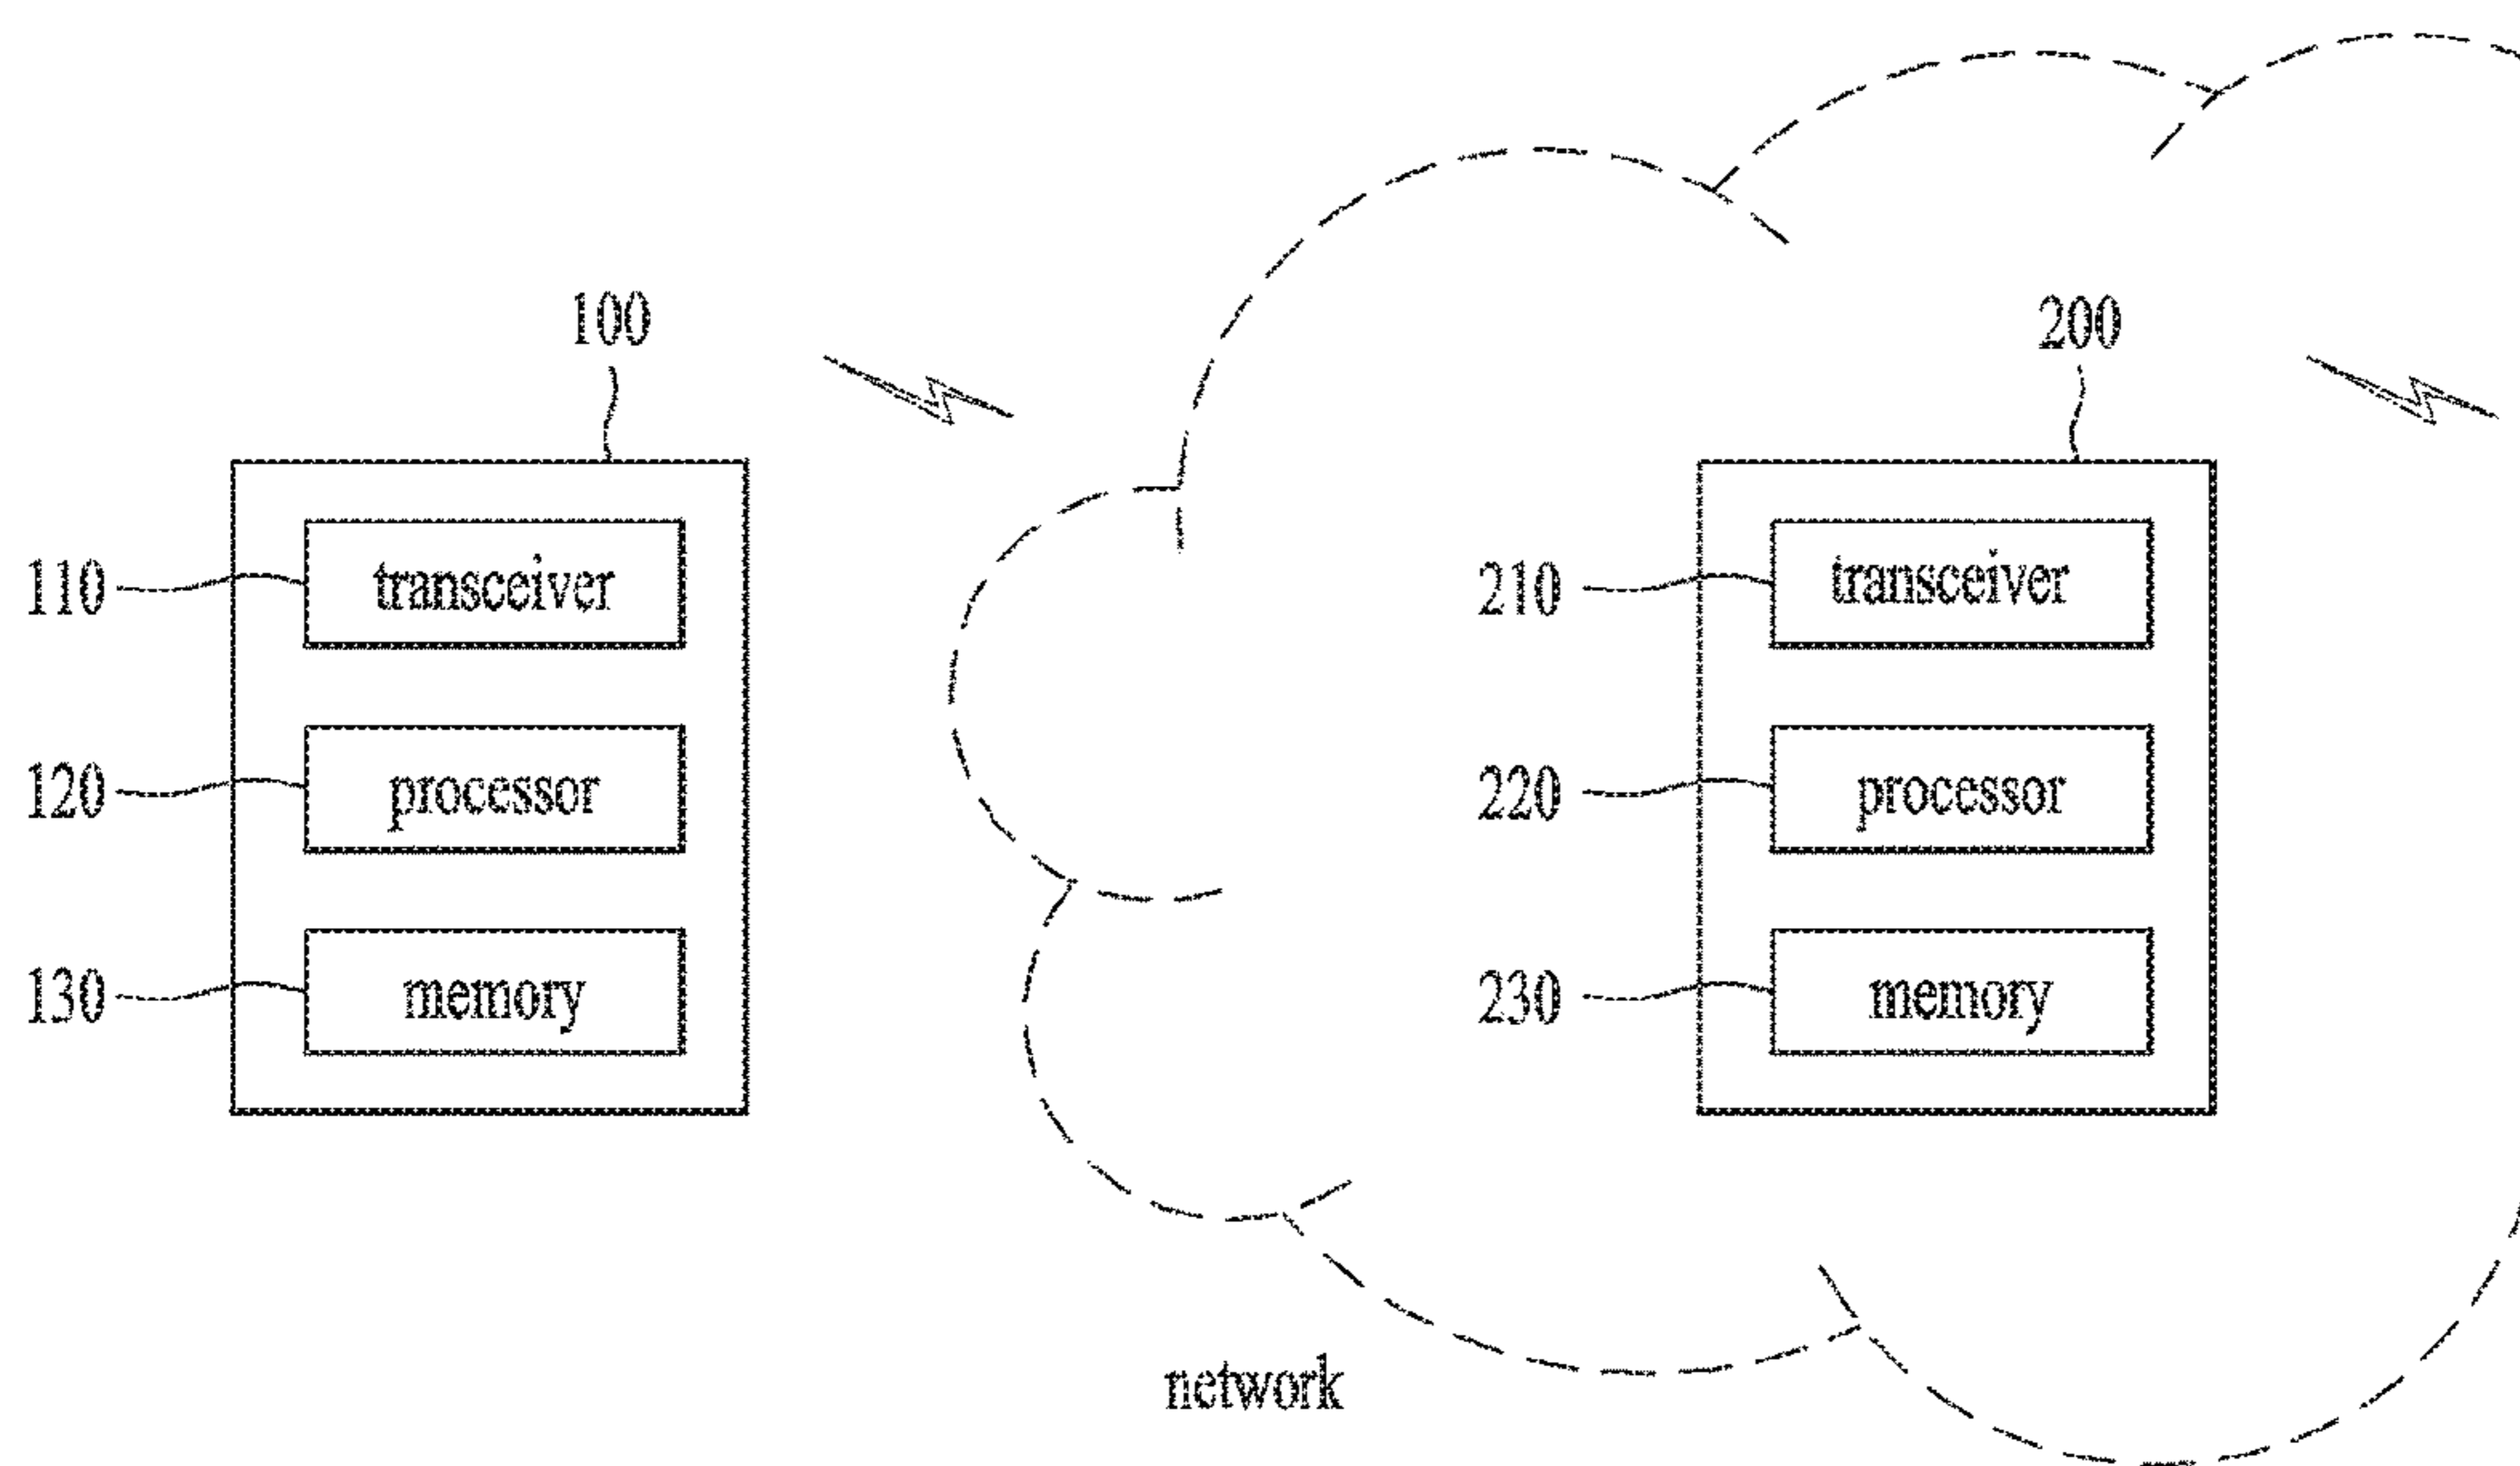 100
200
110
transceiver
120
processor
130
memory
210
transceiver
220
processor
230
memory
network